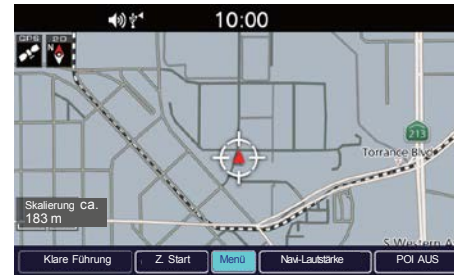 10:00
GPS 2D
N
213
Torrance Blvd
Skalierung ca.
183 m
S Western A
Klare Führung Z. Start Menü Navi-Lautstärke POI AUS